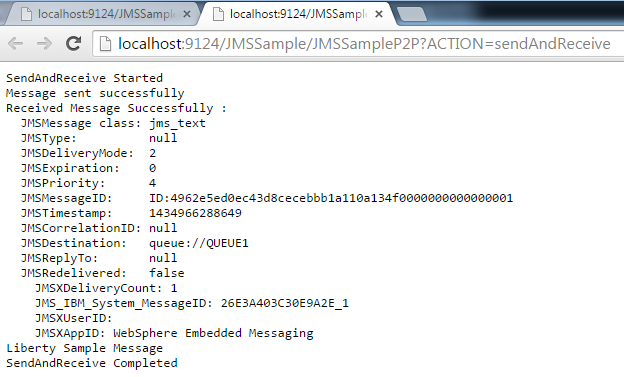 localhost:9124/JMSSample
localhost:9124/JMSSample
localhost:9124/JMSSample/JMSSampleP2P?ACTION=sendAndReceive
SendAndReceive Started
Message sent successfully
Received Message Successfully :
JMSMessage class: jms_text
JMSType: null
JMSDeliveryMode: 2
JMSExpiration: 0
JMSPriority: 4
JMSMessageID: ID:4962e5ed0ec43d8cecebbb1a110a134f0000000000000001
JMSTimestamp: 1434966288649
JMSCorrelationID: null
JMSDestination: queue://QUEUE1
JMSReplyTo: null
JMSRedelivered: false
JMSXDeliveryCount: 1
JMS_IBM_System_MessageID: 26E3A403C30E9A2E_1
JMSXUserID:
JMSXAppID: WebSphere Embedded Messaging
Liberty Sample Message
SendAndReceive Completed